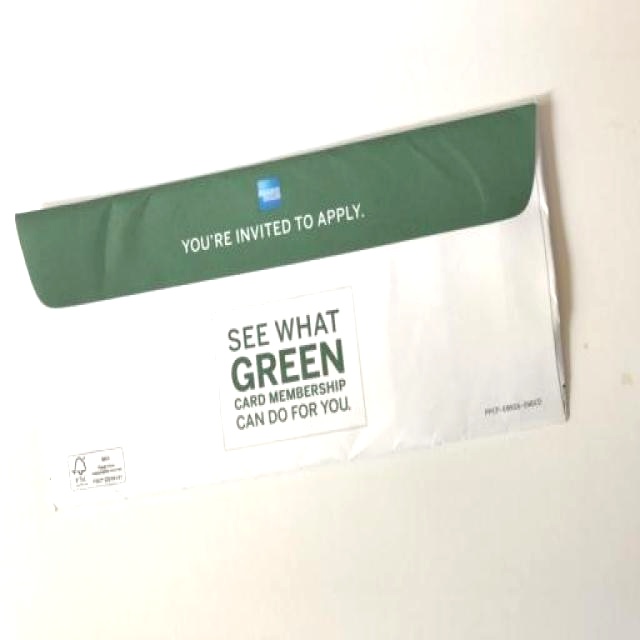 YOU'RE INVITED TO APPLY.
SEE WHAT
GREEN
CARD MEMBERSHIP
CAN DO FOR YOU.